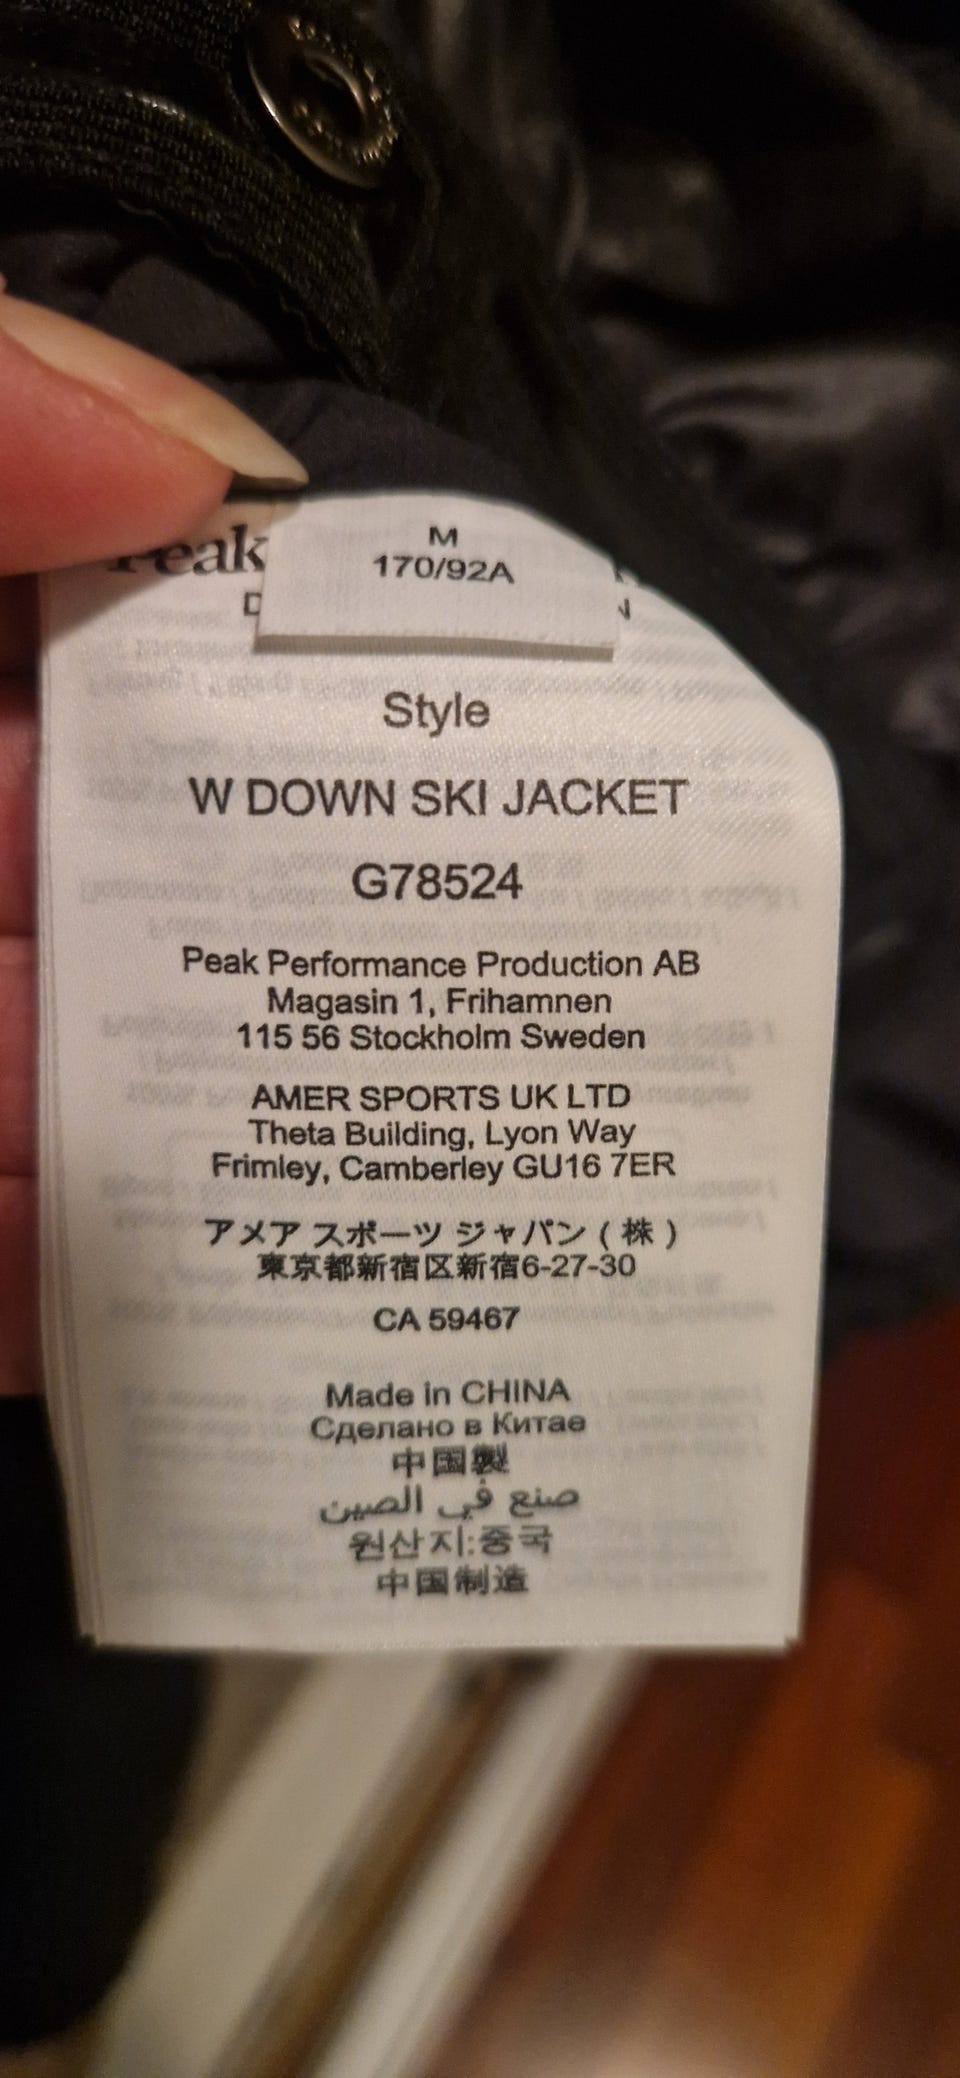 M
170/92A
Peak
Style
W DOWN SKI JACKET
G78524
Peak Performance Production AB
Magasin 1, Frihamnen
115 56 Stockholm Sweden
AMER SPORTS UK LTD
Theta Building, Lyon Way
Frimley, Camberley GU16 7ER
アメア スポーツ ジャパン ( 株 )
東京都新宿区新宿6-27-30
CA 59467
Made in CHINA
Сделано в Китае
中国製
صنع في الصين
원산지:중국
中国制造